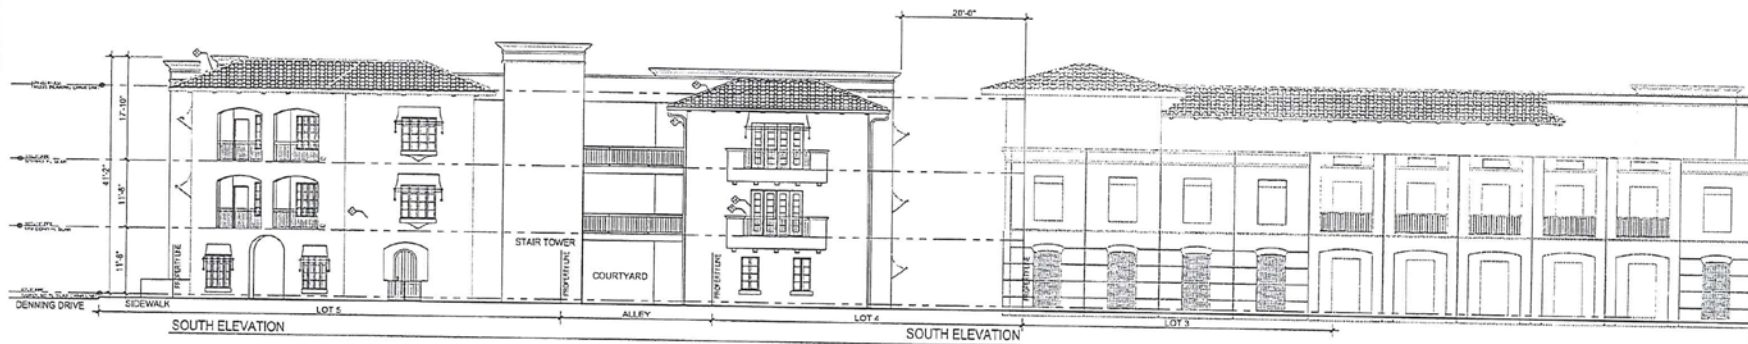 20'-0"
17'-10"
41'-2"
11'-6"
11'-8"
PROPERTY LINE
STAIR TOWER
PROPERTY LINE
COURTYARD
PROPERTY LINE
PROPERTY LINE
DENNING DRIVE
SIDEWALK
LOT 5
ALLEY
LOT 4
LOT 3
SOUTH ELEVATION
SOUTH ELEVATION